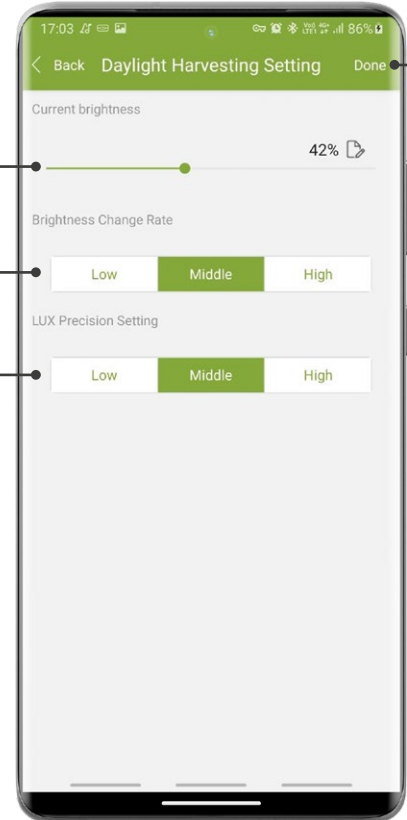 17:03 86%
Back Daylight Harvesting Setting Done
Current brightness
42%
Brightness Change Rate
Low Middle High
LUX Precision Setting
Low Middle High